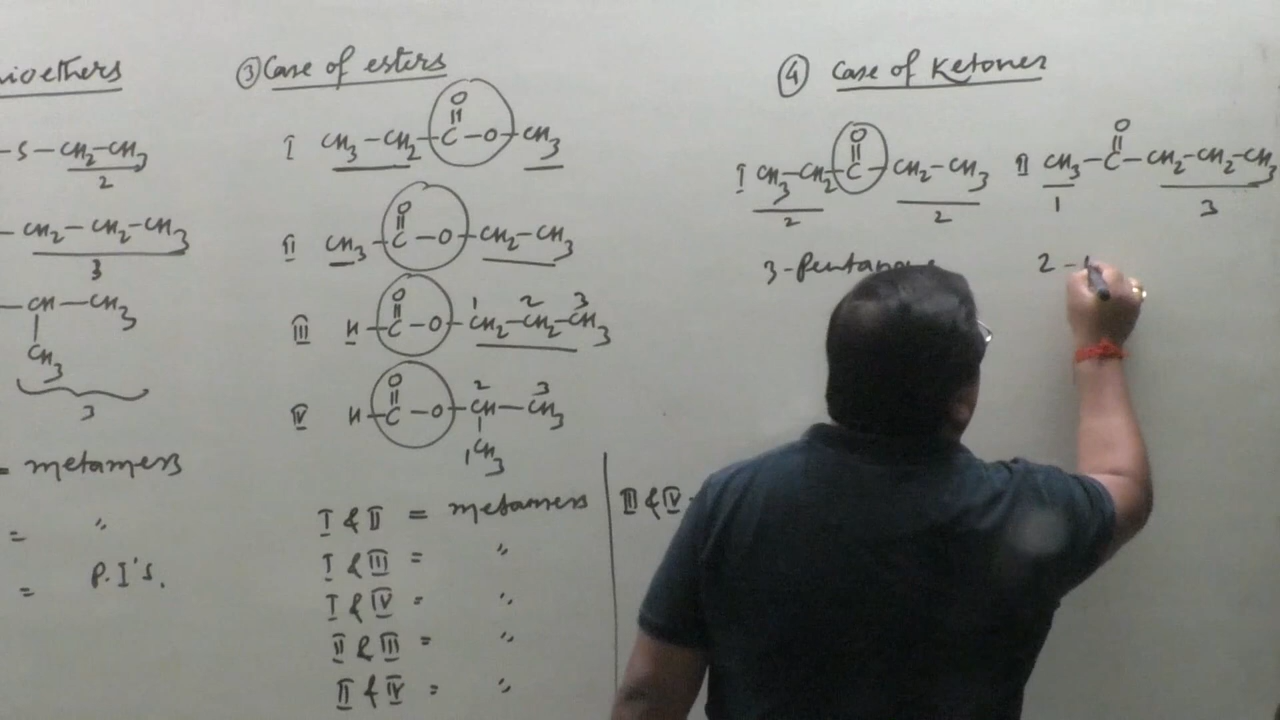 ioethers
-S-CH2-CH3
2
-CH2-CH2-CH3
3
-CH-CH3
|
CH3
3
= metamers
= "
= P.I's.
③ Case of esters
O
||
I CH3-CH2-C-O-CH3
O
||
II CH3-C-O-CH2-CH3
O 1 2 3
||
III H-C-O-CH2-CH2-CH3
O 2 3
||
IV H-C-O-CH-CH3
|
1CH3
I & II = metamers
I & III = "
I & IV = "
II & III = "
II & IV = "
III & IV -
④ Case of Ketones
O
||
I CH3-CH2-C-CH2-CH3
2 2
3-Pentanone
O
||
II CH3-C-CH2-CH2-CH3
1 3
2-